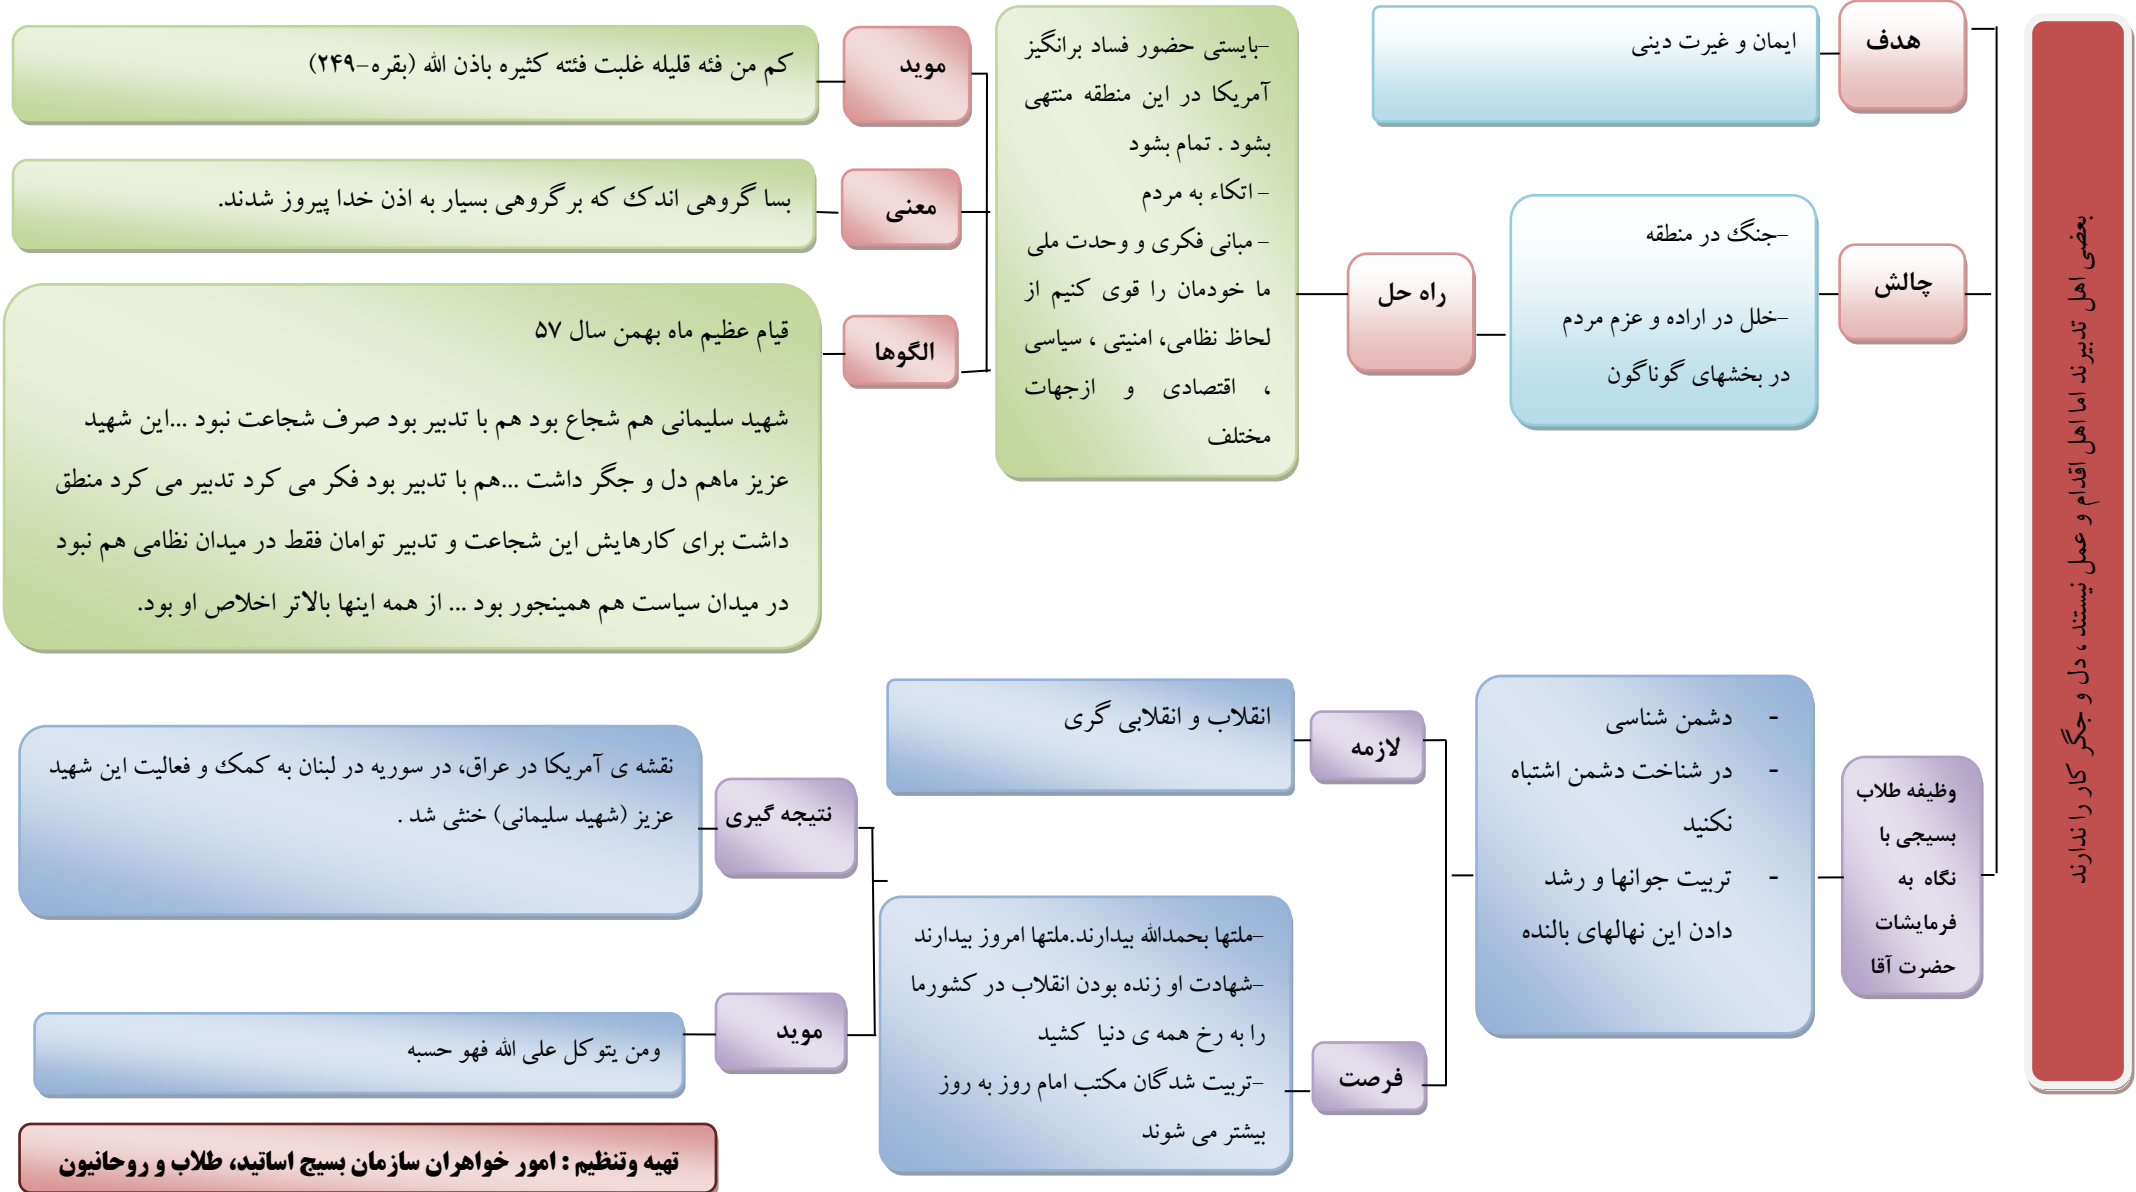 بعضی اهل تدبیرند اما اهل اقدام و عمل نیستند ، دل و جگر کار را ندارند
هدف
ایمان و غیرت دینی
چالش
-جنگ در منطقه
-خلل در اراده و عزم مردم
در بخشهای گوناگون
راه حل
-بایستی حضور فساد برانگیز
آمریکا در این منطقه منتهی
بشود . تمام بشود
- اتکاء به مردم
- مبانی فکری و وحدت ملی
ما خودمان را قوی کنیم از
لحاظ نظامی، امنیتی ، سیاسی
، اقتصادی و ازجهات
مختلف
موید
کم من فئه قلیله غلبت فئته کثیره باذن الله (بقره-۲۴۹)
معنی
بسا گروهی اندک که بر گروهی بسیار به اذن خدا پیروز شدند.
الگوها
قیام عظیم ماه بهمن سال ۵۷
شهید سلیمانی هم شجاع بود هم با تدبیر بود صرف شجاعت نبود ...این شهید
عزیز ماهم دل و جگر داشت ...هم با تدبیر بود فکر می کرد تدبیر می کرد منطق
داشت برای کارهایش این شجاعت و تدبیر توامان فقط در میدان نظامی هم نبود
در میدان سیاست هم همینجور بود ... از همه اینها بالاتر اخلاص او بود.
وظیفه طلاب
بسیجی با
نگاه به
فرمایشات
حضرت آقا
- دشمن شناسی
- در شناخت دشمن اشتباه
نکنید
- تربیت جوانها و رشد
دادن این نهالهای بالنده
لازمه
انقلاب و انقلابی گری
فرصت
-ملتها بحمدالله بیدارند.ملتها امروز بیدارند
-شهادت او زنده بودن انقلاب در کشورما
را به رخ همه ی دنیا کشید
-تربیت شدگان مکتب امام روز به روز
بیشتر می شوند
نتیجه گیری
نقشه ی آمریکا در عراق، در سوریه در لبنان به کمک و فعالیت این شهید
عزیز (شهید سلیمانی) خنثی شد .
موید
ومن یتوکل علی الله فهو حسبه
تهیه وتنظیم : امور خواهران سازمان بسیج اساتید، طلاب و روحانیون